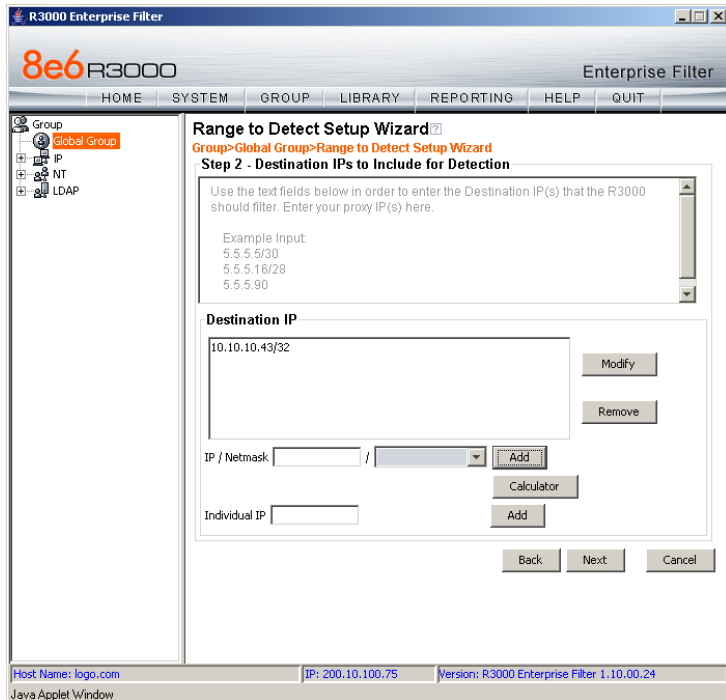 R3000 Enterprise Filter
8e6 R3000
Enterprise Filter
HOME SYSTEM GROUP LIBRARY REPORTING HELP QUIT
Group
Global Group
IP
NT
LDAP
Range to Detect Setup Wizard?
Group>Global Group>Range to Detect Setup Wizard
Step 2 - Destination IPs to Include for Detection
Use the text fields below in order to enter the Destination IP(s) that the R3000
should filter. Enter your proxy IP(s) here.
Example Input:
5.5.5.5/30
5.5.5.16/28
5.5.5.90
Destination IP
10.10.10.43/32
Modify
Remove
IP / Netmask / Add
Calculator
Individual IP Add
Back Next Cancel
Host Name: logo.com IP: 200.10.100.75 Version: R3000 Enterprise Filter 1.10.00.24
Java Applet Window